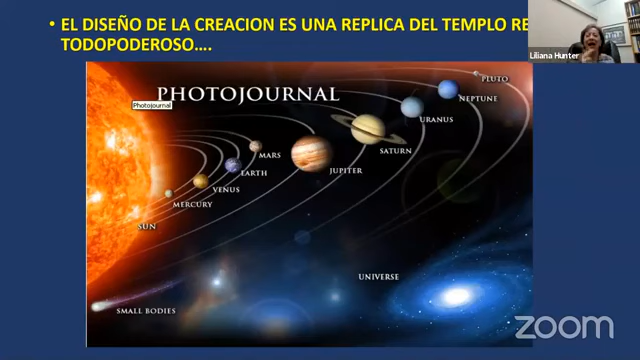 • EL DISEÑO DE LA CREACION ES UNA REPLICA DEL TEMPLO RE
TODOPODEROSO....
Liliana Hunter
PHOTOJOURNAL
Photojournal
PLUTO
NEPTUNE
URANUS
SATURN
JUPITER
MARS
EARTH
VENUS
MERCURY
SUN
UNIVERSE
SMALL BODIES
zoom